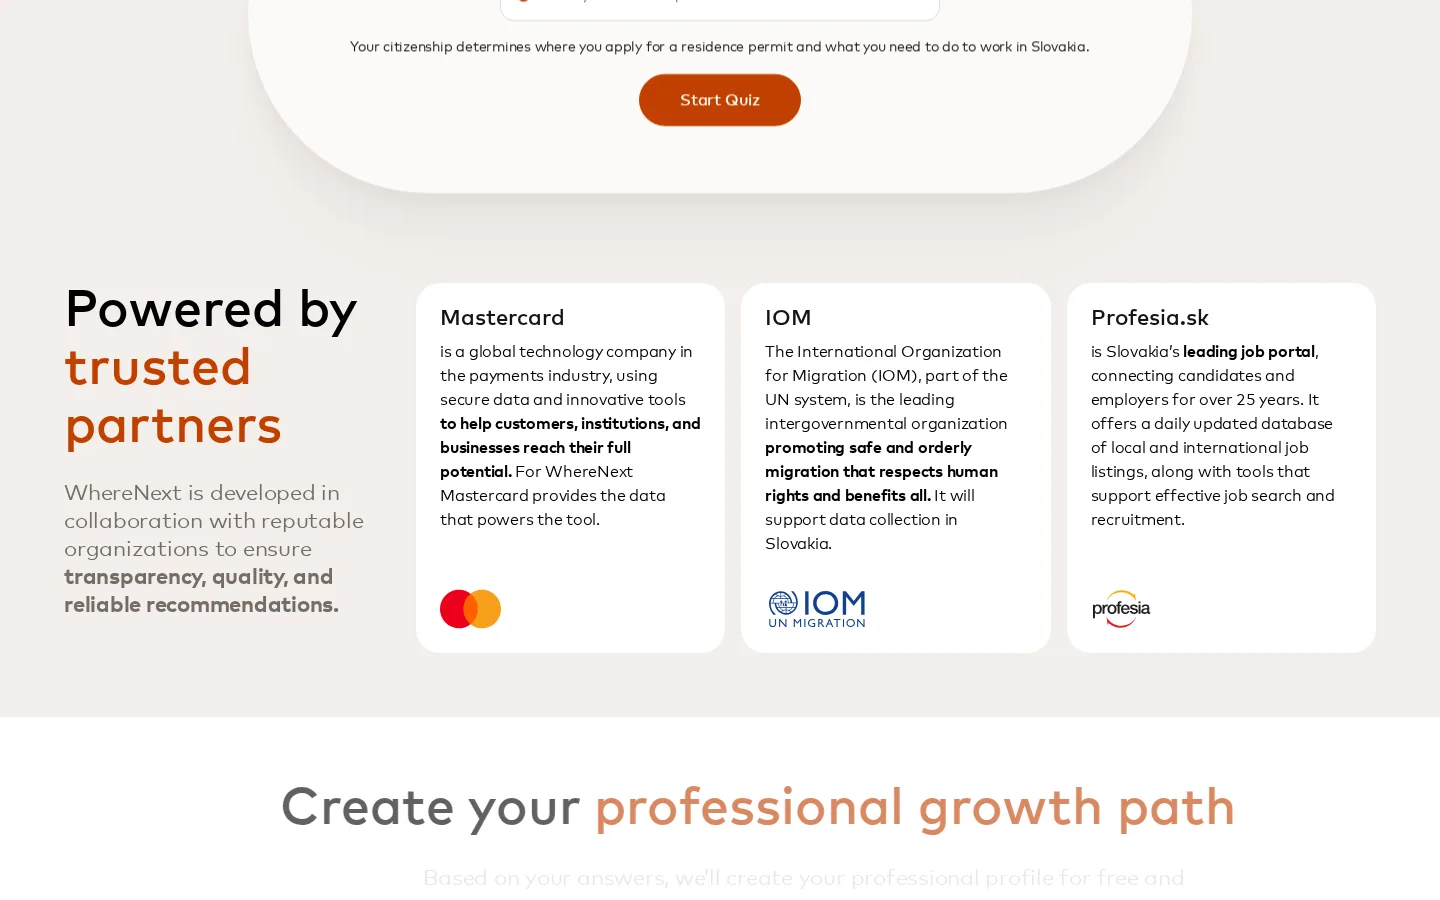 Your citizenship determines where you apply for a residence permit and what you need to do to work in Slovakia.
Start Quiz
Powered by
trusted
partners
WhereNext is developed in
collaboration with reputable
organizations to ensure
transparency, quality, and
reliable recommendations.
Mastercard
is a global technology company in
the payments industry, using
secure data and innovative tools
to help customers, institutions, and
businesses reach their full
potential. For WhereNext
Mastercard provides the data
that powers the tool.
IOM
The International Organization
for Migration (IOM), part of the
UN system, is the leading
intergovernmental organization
promoting safe and orderly
migration that respects human
rights and benefits all. It will
support data collection in
Slovakia.
IOM
UN MIGRATION
Profesia.sk
is Slovakia’s leading job portal,
connecting candidates and
employers for over 25 years. It
offers a daily updated database
of local and international job
listings, along with tools that
support effective job search and
recruitment.
profesia
Create your professional growth path
Based on your answers, we’ll create your professional profile for free and